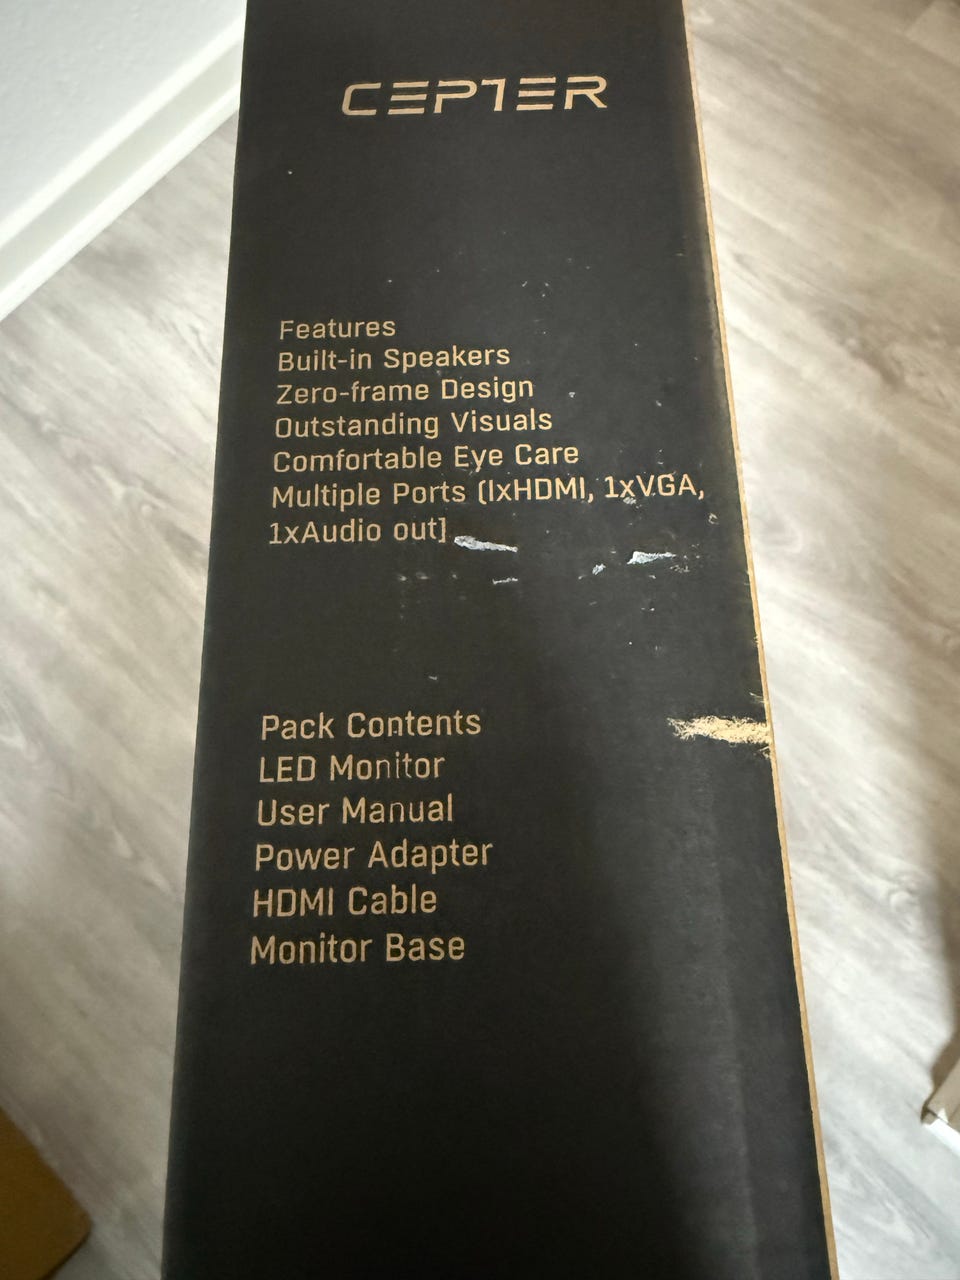 CEPTER
Features
Built-in Speakers
Zero-frame Design
Outstanding Visuals
Comfortable Eye Care
Multiple Ports (1xHDMI, 1xVGA,
1xAudio out)
Pack Contents
LED Monitor
User Manual
Power Adapter
HDMI Cable
Monitor Base